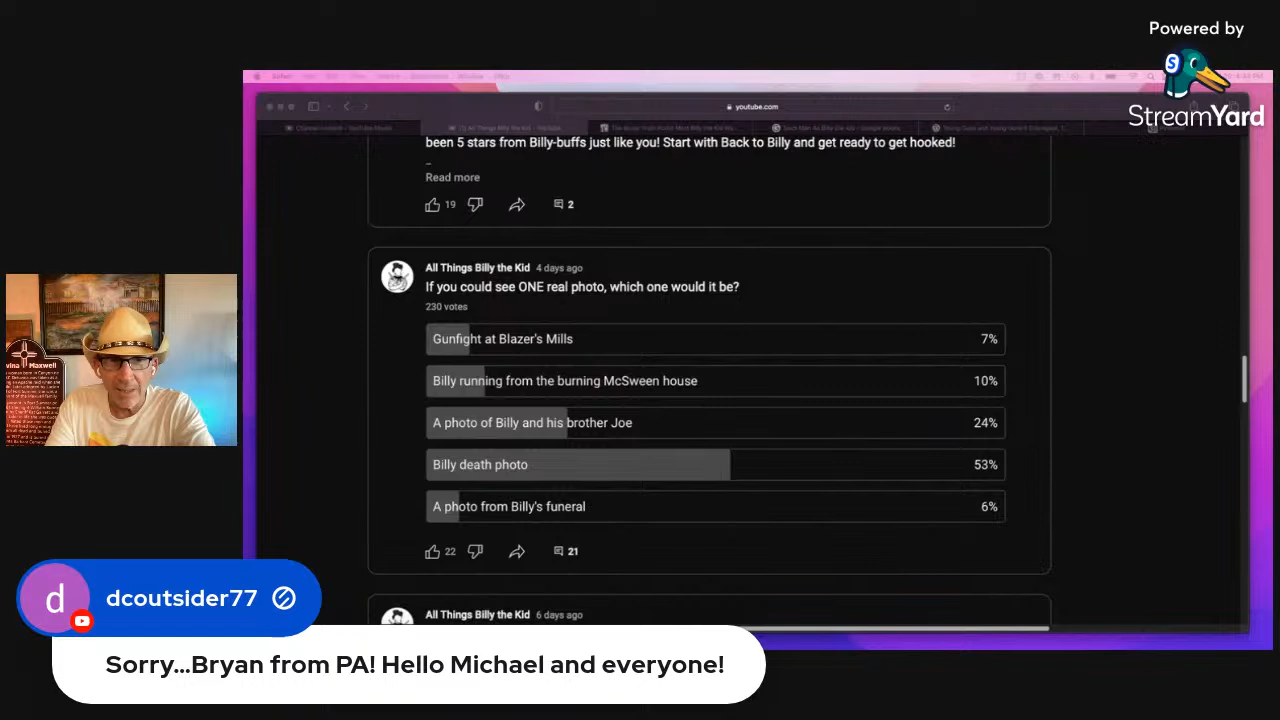 Powered by
StreamYard
youtube.com
been 5 stars from Billy-buffs just like you! Start with Back to Billy and get ready to get hooked!
Read more
19
2
All Things Billy the Kid 4 days ago
If you could see ONE real photo, which one would it be?
230 votes
Gunfight at Blazer's Mills 7%
Billy running from the burning McSween house 10%
A photo of Billy and his brother Joe 24%
Billy death photo 53%
A photo from Billy's funeral 6%
22
21
All Things Billy the Kid 6 days ago
Maxwell
d
dcoutsider77
Sorry...Bryan from PA! Hello Michael and everyone!